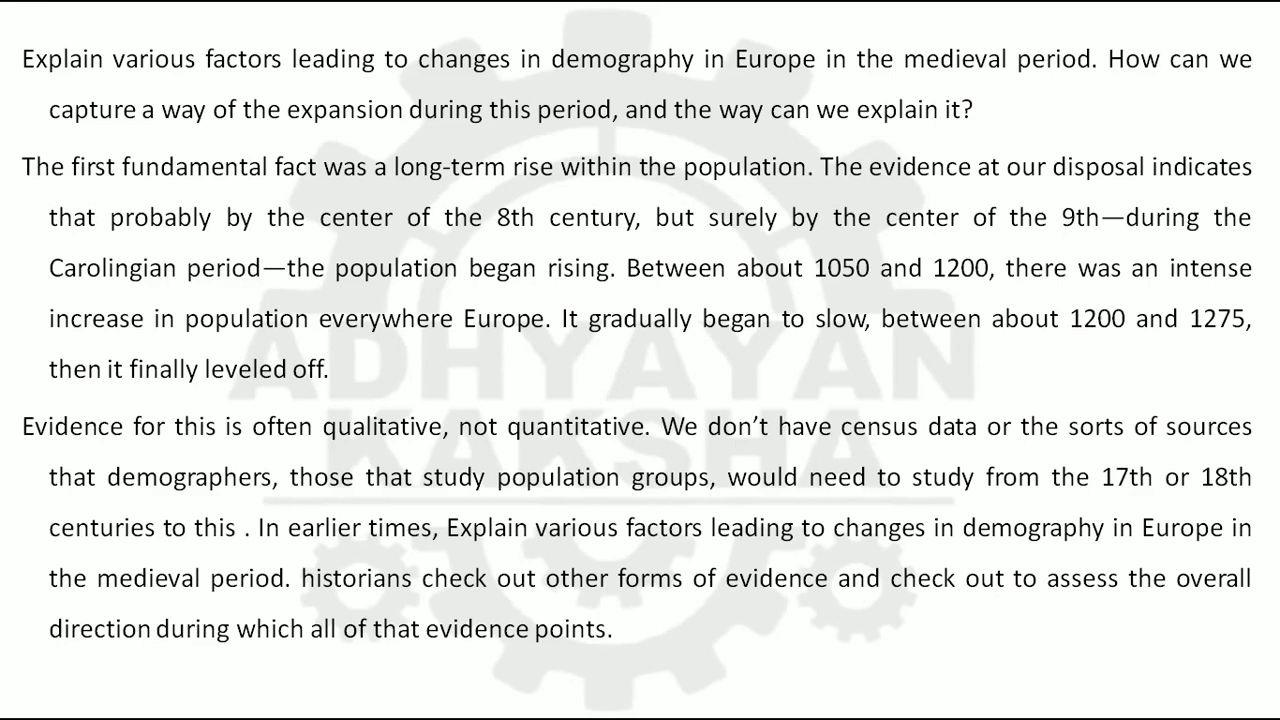 Explain various factors leading to changes in demography in Europe in the medieval period. How can we
capture a way of the expansion during this period, and the way can we explain it?
The first fundamental fact was a long-term rise within the population. The evidence at our disposal indicates
that probably by the center of the 8th century, but surely by the center of the 9th—during the
Carolingian period—the population began rising. Between about 1050 and 1200, there was an intense
increase in population everywhere Europe. It gradually began to slow, between about 1200 and 1275,
then it finally leveled off.
ADHYAYAN
KAKSHA
Evidence for this is often qualitative, not quantitative. We don’t have census data or the sorts of sources
that demographers, those that study population groups, would need to study from the 17th or 18th
centuries to this . In earlier times, Explain various factors leading to changes in demography in Europe in
the medieval period. historians check out other forms of evidence and check out to assess the overall
direction during which all of that evidence points.